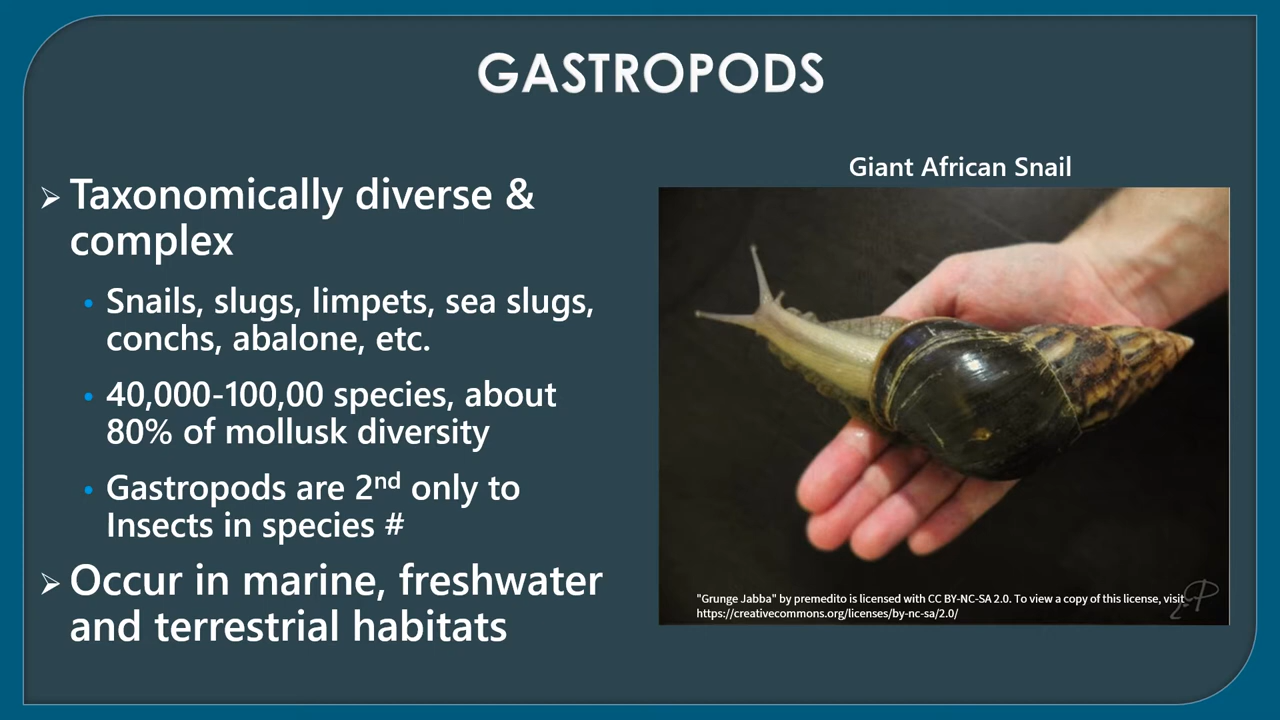 GASTROPODS
➢ Taxonomically diverse &
complex
• Snails, slugs, limpets, sea slugs,
conchs, abalone, etc.
• 40,000-100,00 species, about
80% of mollusk diversity
• Gastropods are 2nd only to
Insects in species #
➢ Occur in marine, freshwater
and terrestrial habitats
Giant African Snail
"Grunge Jabba" by premedito is licensed with CC BY-NC-SA 2.0. To view a copy of this license, visit
https://creativecommons.org/licenses/by-nc-sa/2.0/